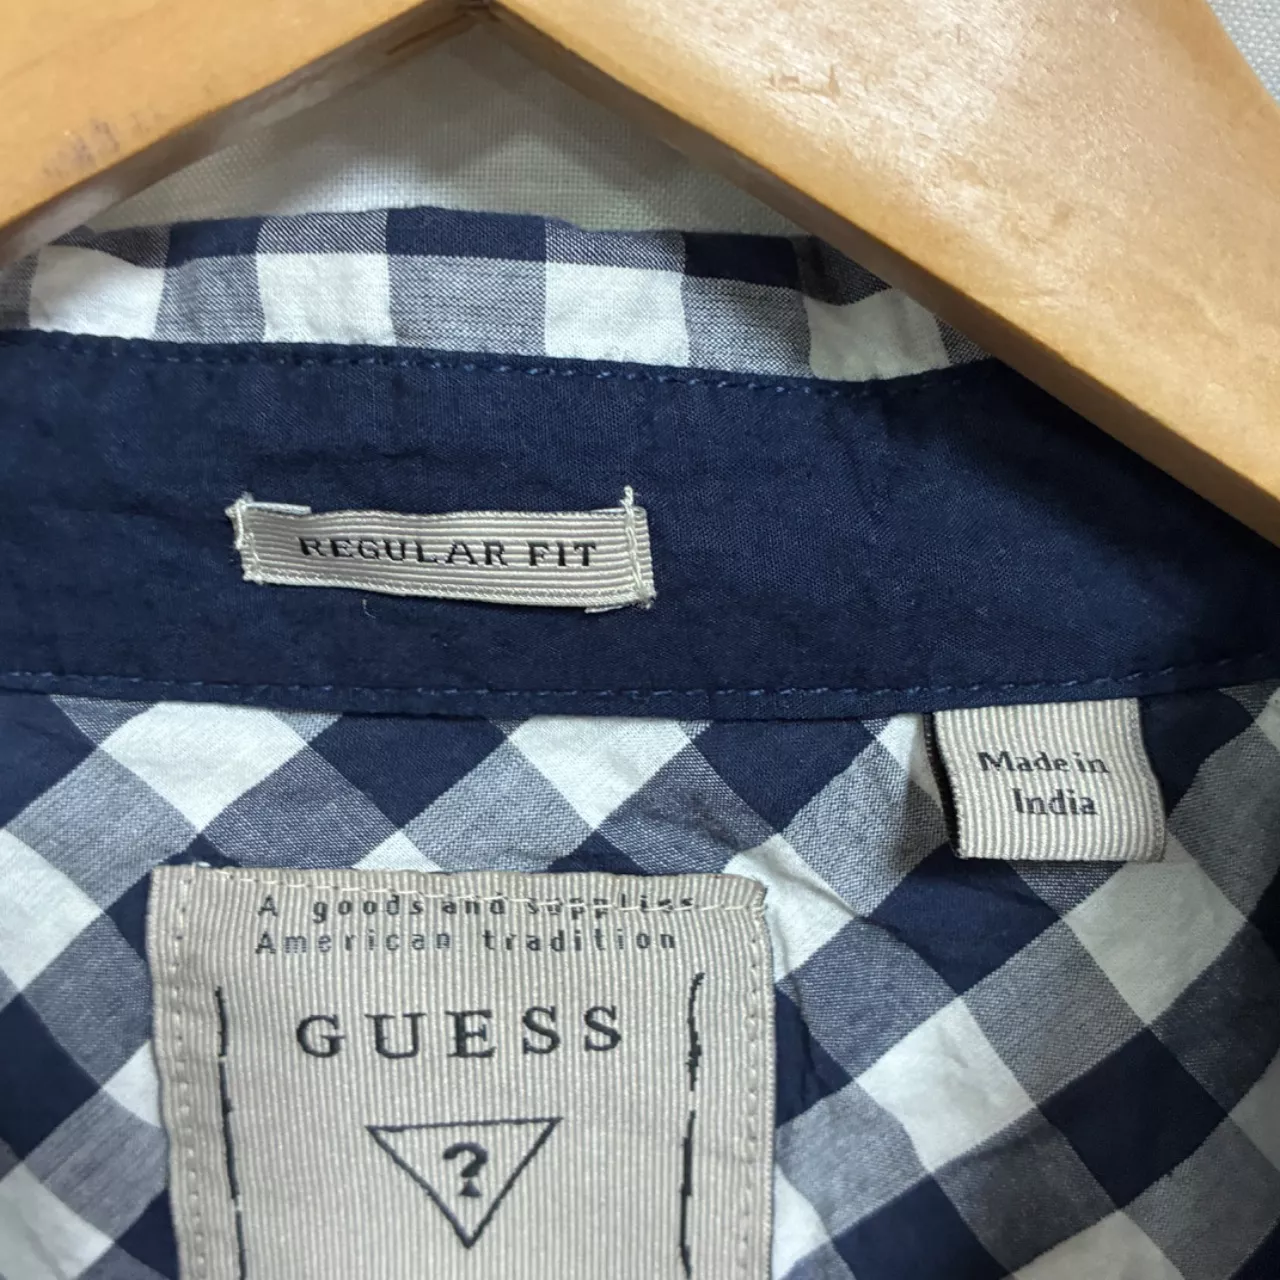 REGULAR FIT
Made in
India
A goods and supplies
American tradition
GUESS
?